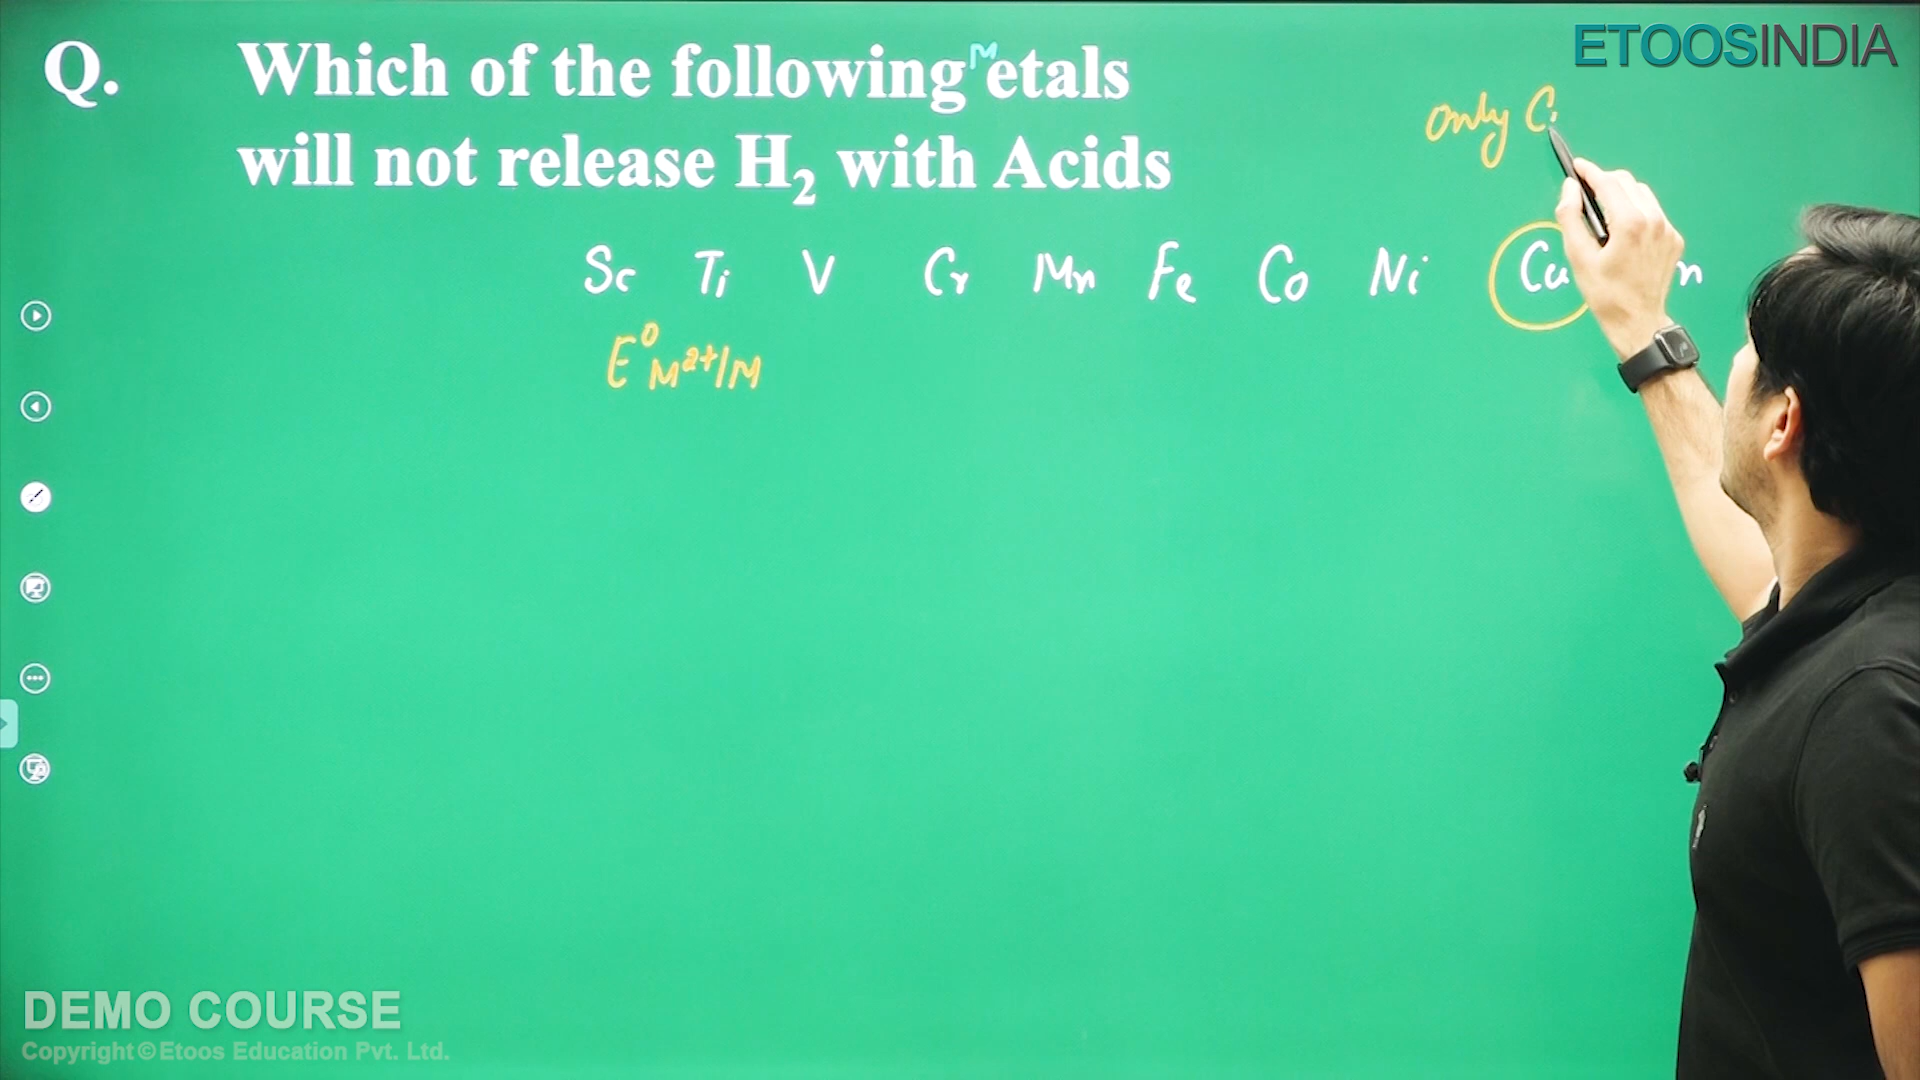 ETOOSINDIA
Q. Which of the following Metals
will not release H₂ with Acids
only
Sc Ti V Cr Mn Fe Co Ni Cu
E⁰ M²⁺/M
DEMO COURSE
Copyright © Etoos Education Pvt. Ltd.